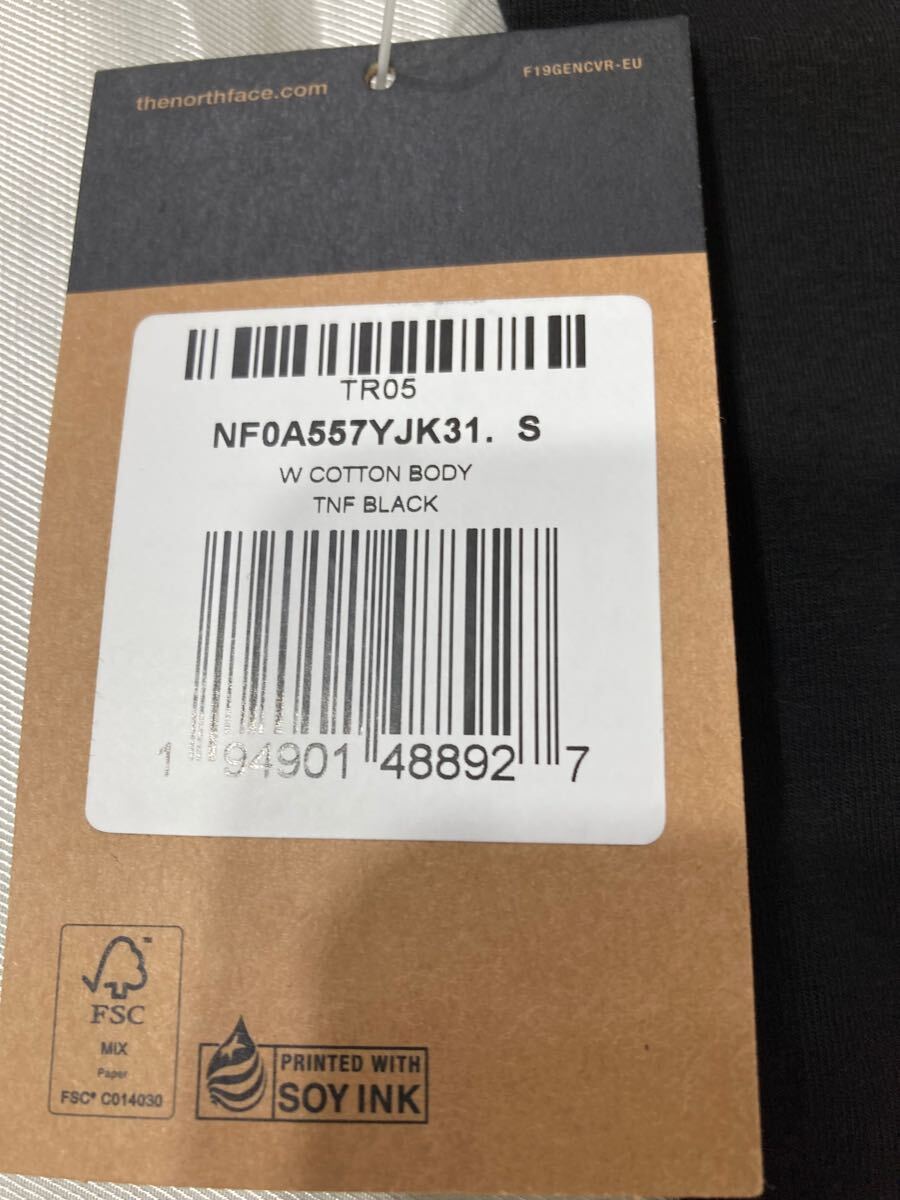 thenorthface.com
F19GENCVR-EU
TR05
NF0A557YJK31. S
W COTTON BODY
TNF BLACK
1 94901 48892 7
FSC
MIX
Paper
FSC® C014030
PRINTED WITH
SOY INK